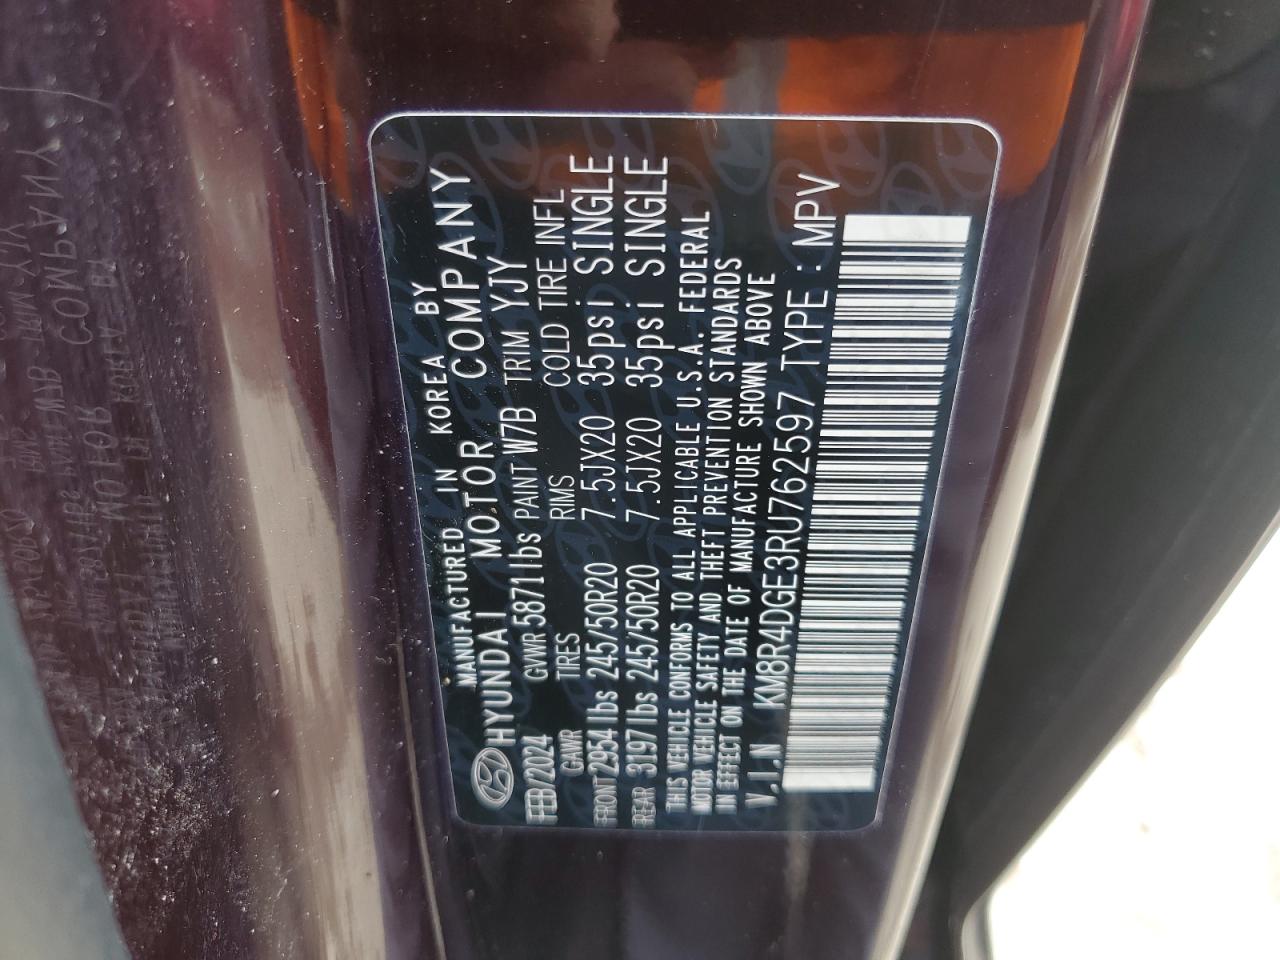 MANUFACTURED IN KOREA BY
HYUNDAI MOTOR COMPANY
FEB/2024 GVWR 5871lbs PAINT W7B TRIM YJY
GAWR TIRES RIMS COLD TIRE INFL
FRONT 2954lbs 245/50R20 7.5JX20 35psi SINGLE
REAR 3197lbs 245/50R20 7.5JX20 35psi SINGLE
THIS VEHICLE CONFORMS TO ALL APPLICABLE U.S.A. FEDERAL
MOTOR VEHICLE SAFETY AND THEFT PREVENTION STANDARDS
IN EFFECT ON THE DATE OF MANUFACTURE SHOWN ABOVE
V.I.N KM8R4DGE3RU762597 TYPE : MPV